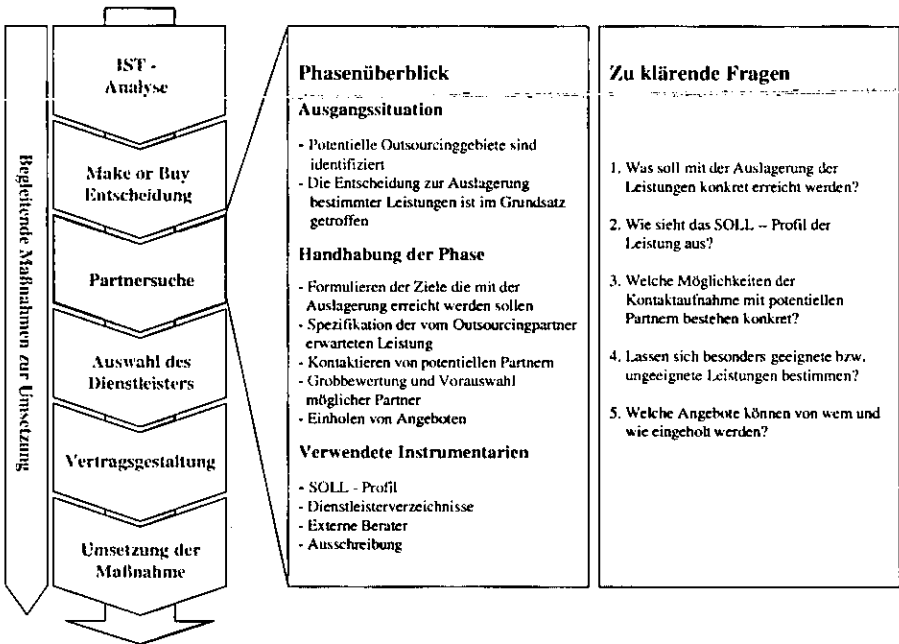 Begleitende Maßnahmen zur Umsetzung
IST -
Analyse
Make or Buy
Entscheidung
Partnersuche
Auswahl des
Dienstleisters
Vertragsgestaltung
Umsetzung der
Maßnahme
Phasenüberblick
Ausgangssituation
- Potentielle Outsourcinggebiete sind
identifiziert
- Die Entscheidung zur Auslagerung
bestimmter Leistungen ist im Grundsatz
getroffen
Handhabung der Phase
- Formulieren der Ziele die mit der
Auslagerung erreicht werden sollen
- Spezifikation der vom Outsourcingpartner
erwarteten Leistung
- Kontaktieren von potentiellen Partnern
- Grobbewertung und Vorauswahl
möglicher Partner
- Einholen von Angeboten
Verwendete Instrumentarien
- SOLL - Profil
- Dienstleisterverzeichnisse
- Externe Berater
- Ausschreibung
Zu klärende Fragen
1. Was soll mit der Auslagerung der
Leistungen konkret erreicht werden?
2. Wie sieht das SOLL – Profil der
Leistung aus?
3. Welche Möglichkeiten der
Kontaktaufnahme mit potentiellen
Partnern bestehen konkret?
4. Lassen sich besonders geeignete bzw.
ungeeignete Leistungen bestimmen?
5. Welche Angebote können von wem und
wie eingeholt werden?